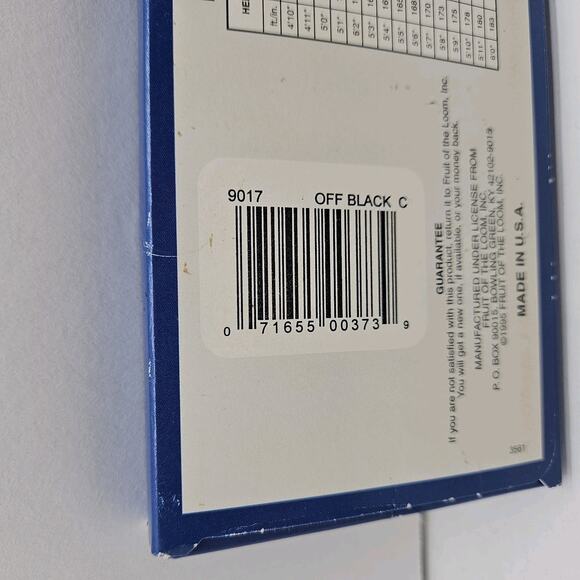 9017 OFF BLACK C
0 71655 00373 9
GUARANTEE
If you are not satisfied with this product, return it to Fruit of the Loom, Inc.
You will get a new one, if available, or your money back.
MANUFACTURED UNDER LICENSE FROM
FRUIT OF THE LOOM, INC.
P. O. BOX 90015, BOWLING GREEN, KY 42102-9015
©1995 FRUIT OF THE LOOM, INC.
MADE IN U.S.A.
3561
ft./in.
4'10"
4'11"
5'0"
5'1"
5'2"
5'3"
5'4"
5'5"
5'6" 168
5'7" 170
5'8" 173
5'9" 175
5'10" 178
5'11" 180
6'0" 183